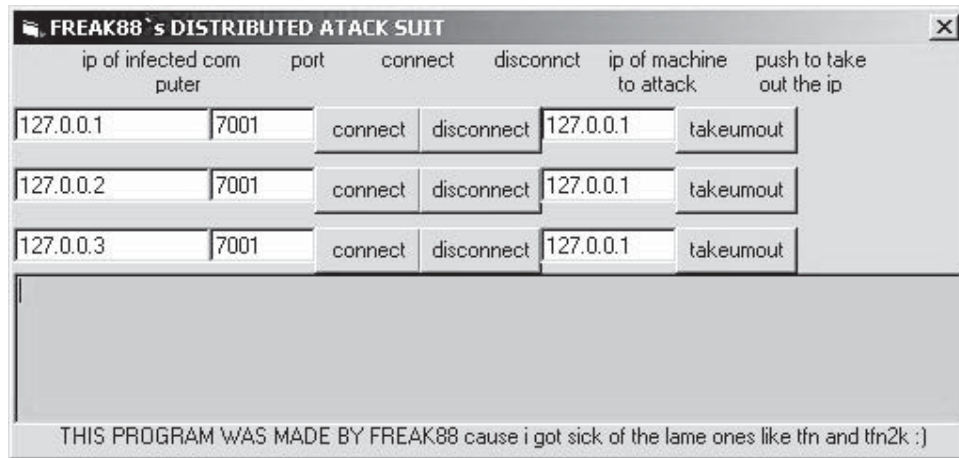 FREAK88`s DISTRIBUTED ATACK SUIT
ip of infected com
puter
port
connect
disconnct
ip of machine
to attack
push to take
out the ip
127.0.0.1 7001 connect disconnect 127.0.0.1 takeumout
127.0.0.2 7001 connect disconnect 127.0.0.1 takeumout
127.0.0.3 7001 connect disconnect 127.0.0.1 takeumout
THIS PROGRAM WAS MADE BY FREAK88 cause i got sick of the lame ones like tfn and tfn2k :)